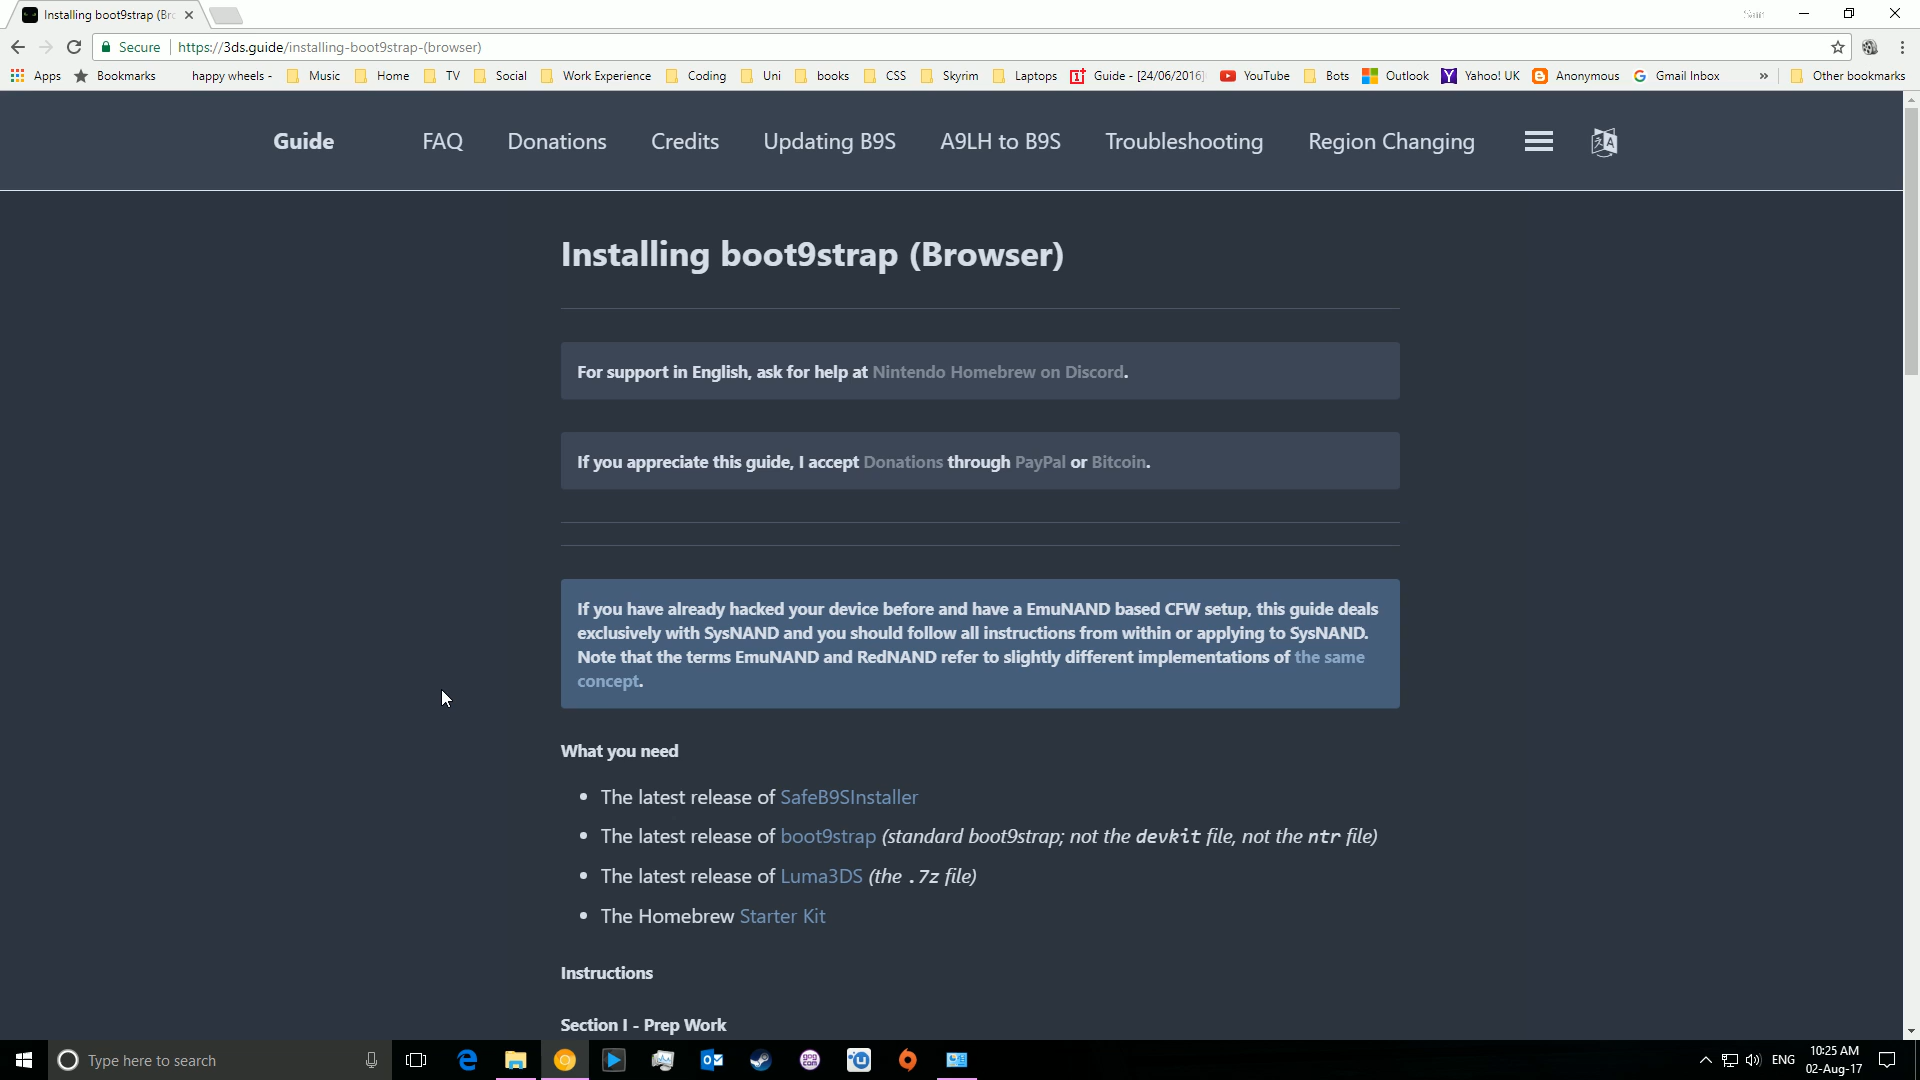 Installing boot9strap (Br
Secure https://3ds.guide/installing-boot9strap-(browser)
Apps Bookmarks happy wheels - Music Home TV Social Work Experience Coding Uni books CSS Skyrim Laptops Guide - [24/06/2016] YouTube Bots Outlook Yahoo! UK Anonymous Gmail Inbox » Other bookmarks
Guide FAQ Donations Credits Updating B9S A9LH to B9S Troubleshooting Region Changing
Installing boot9strap (Browser)
For support in English, ask for help at Nintendo Homebrew on Discord.
If you appreciate this guide, I accept Donations through PayPal or Bitcoin.
If you have already hacked your device before and have a EmuNAND based CFW setup, this guide deals
exclusively with SysNAND and you should follow all instructions from within or applying to SysNAND.
Note that the terms EmuNAND and RedNAND refer to slightly different implementations of the same
concept.
What you need
• The latest release of SafeB9SInstaller
• The latest release of boot9strap (standard boot9strap; not the devkit file, not the ntr file)
• The latest release of Luma3DS (the .7z file)
• The Homebrew Starter Kit
Instructions
Section I - Prep Work
Type here to search
ENG
10:25 AM
02-Aug-17